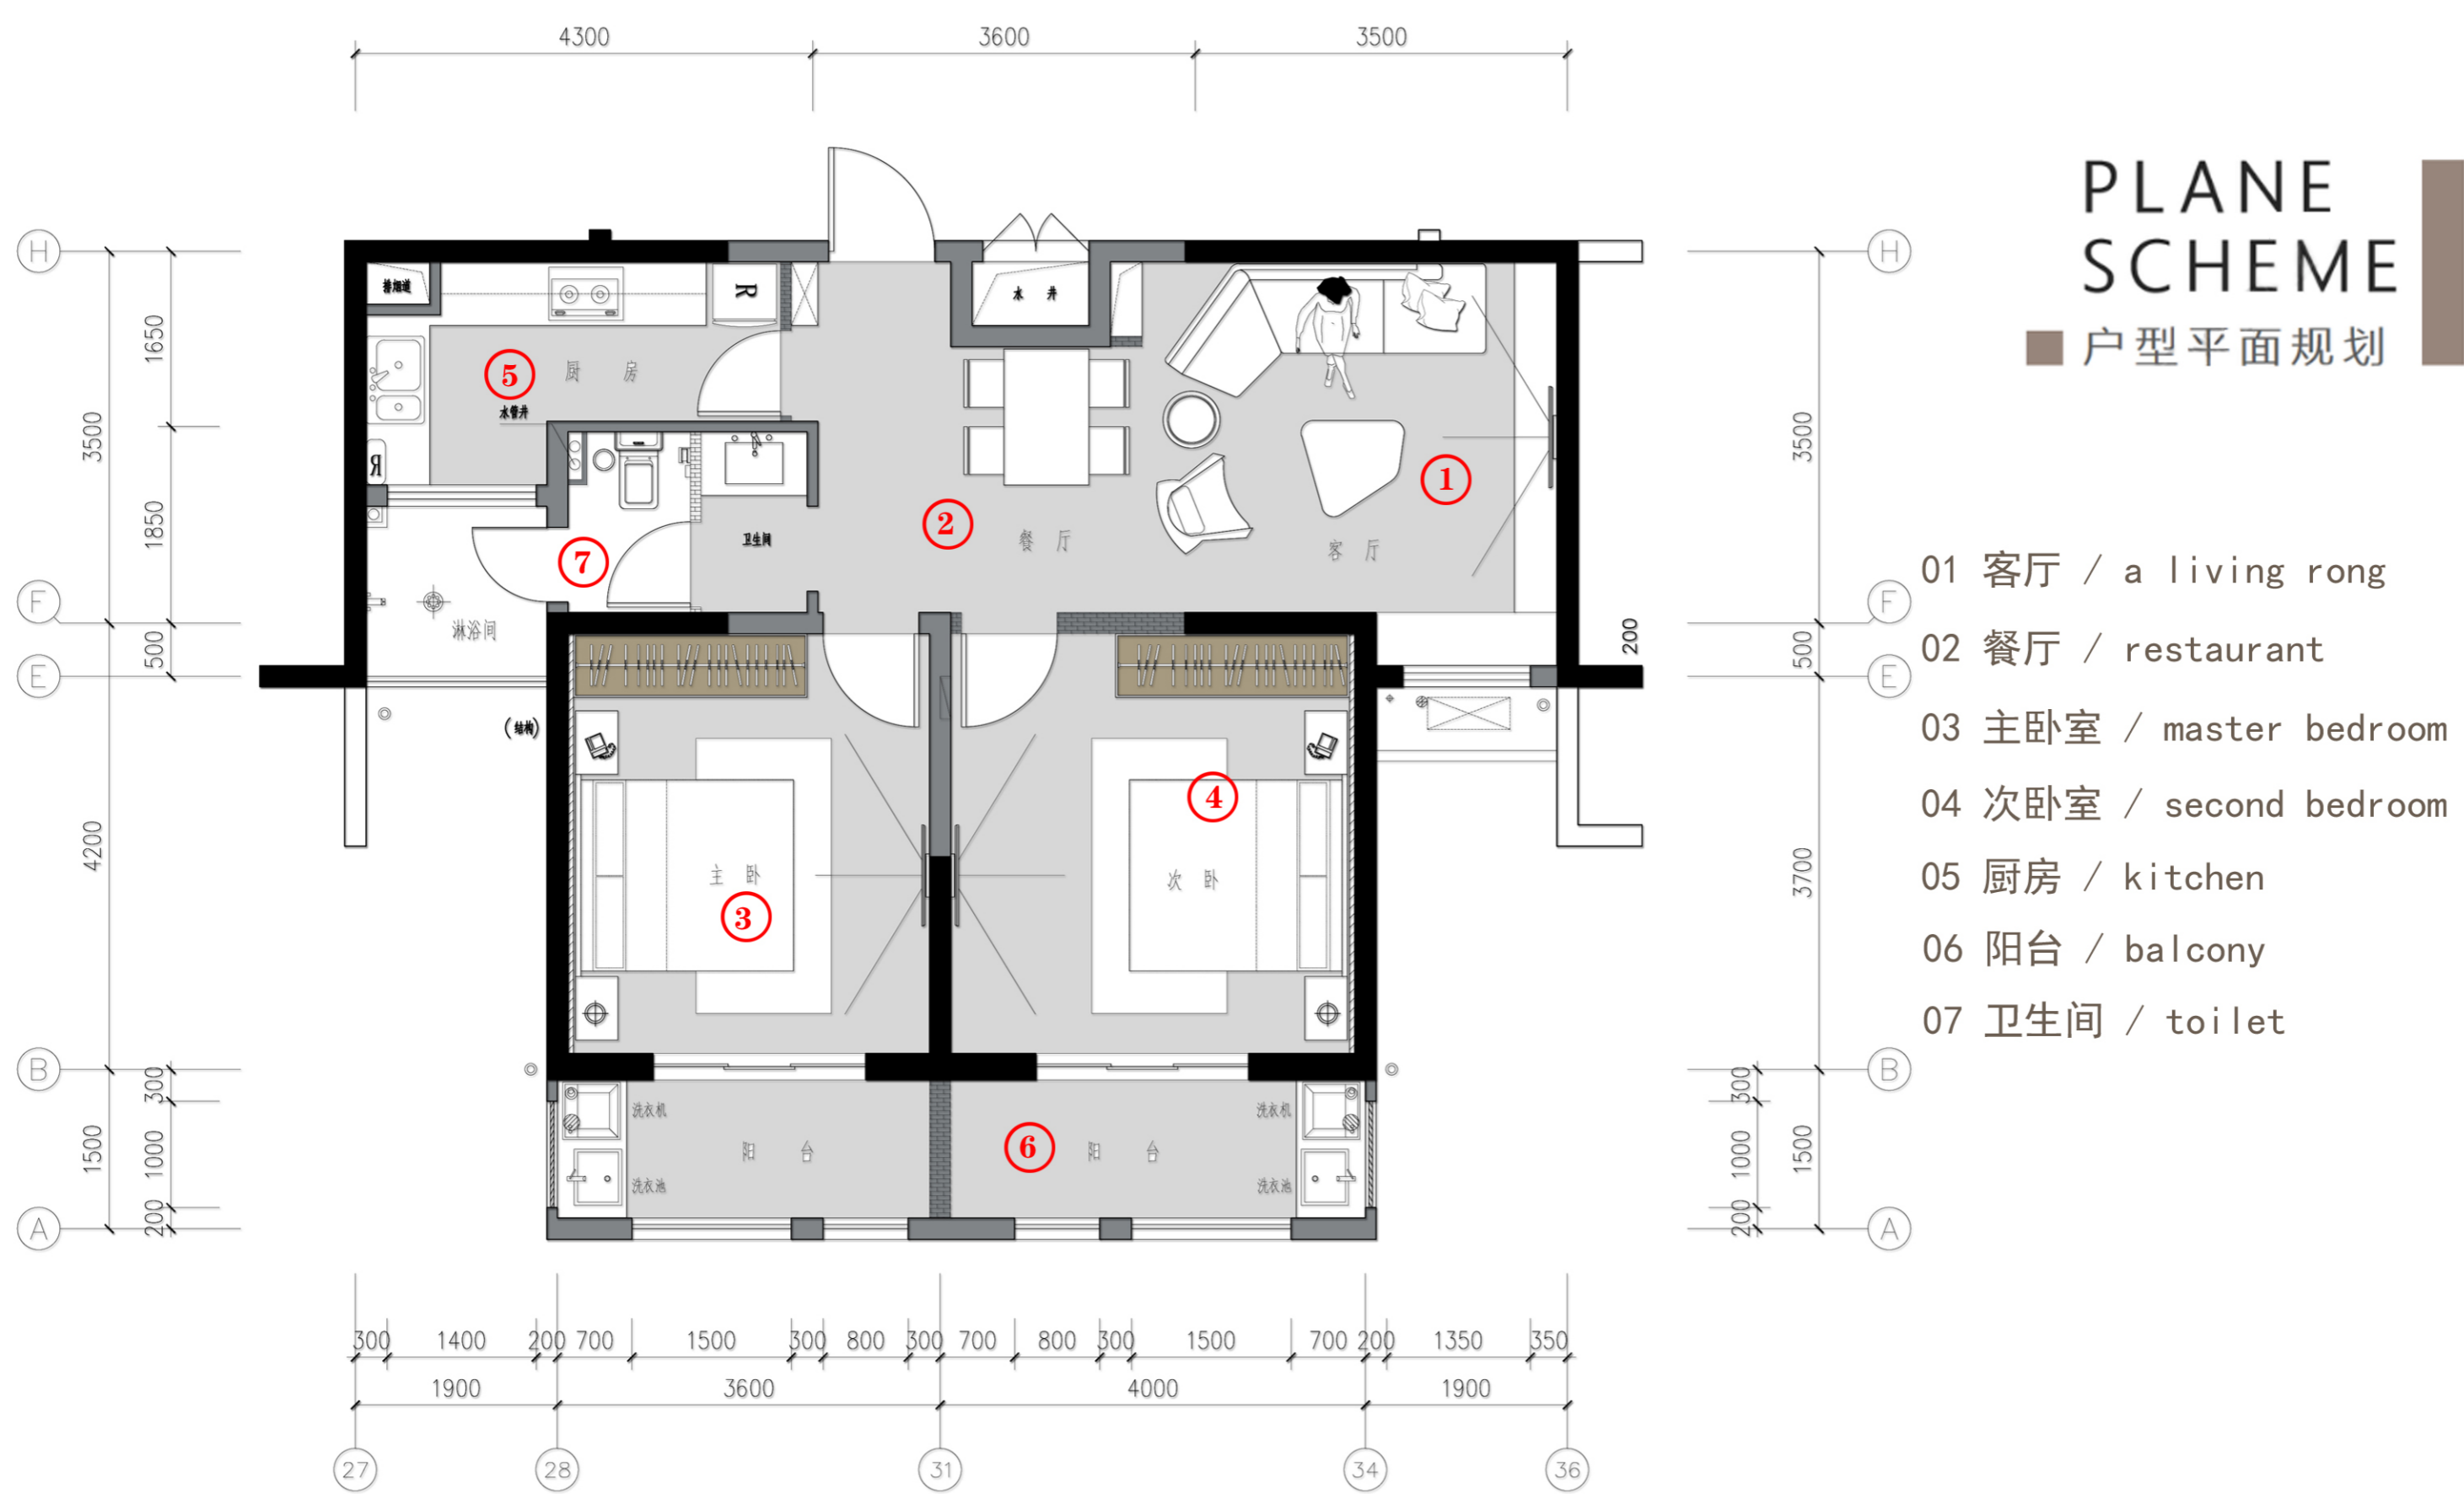 4300 3600 3500
PLANE
SCHEME
户型平面规划
H H
排烟道 R 水 井
1650
厨 房
5
水管井
3500 3500
R
1
2
1850
卫生间 餐 厅 客 厅
7
F F
淋浴间
500 200 500
E E
(结构)
4
4200 主 卧 次 卧 3700
3
B B
300 300
洗衣机 洗衣机
1500 1000 阳 台 6 阳 台 1000 1500
洗衣池 洗衣池
200 200
A A
300 1400 200 700 1500 300 800 300 700 800 300 1500 700 200 1350 350
1900 3600 4000 1900
27 28 31 34 36
01 客厅 / a living rong
02 餐厅 / restaurant
03 主卧室 / master bedroom
04 次卧室 / second bedroom
05 厨房 / kitchen
06 阳台 / balcony
07 卫生间 / toilet